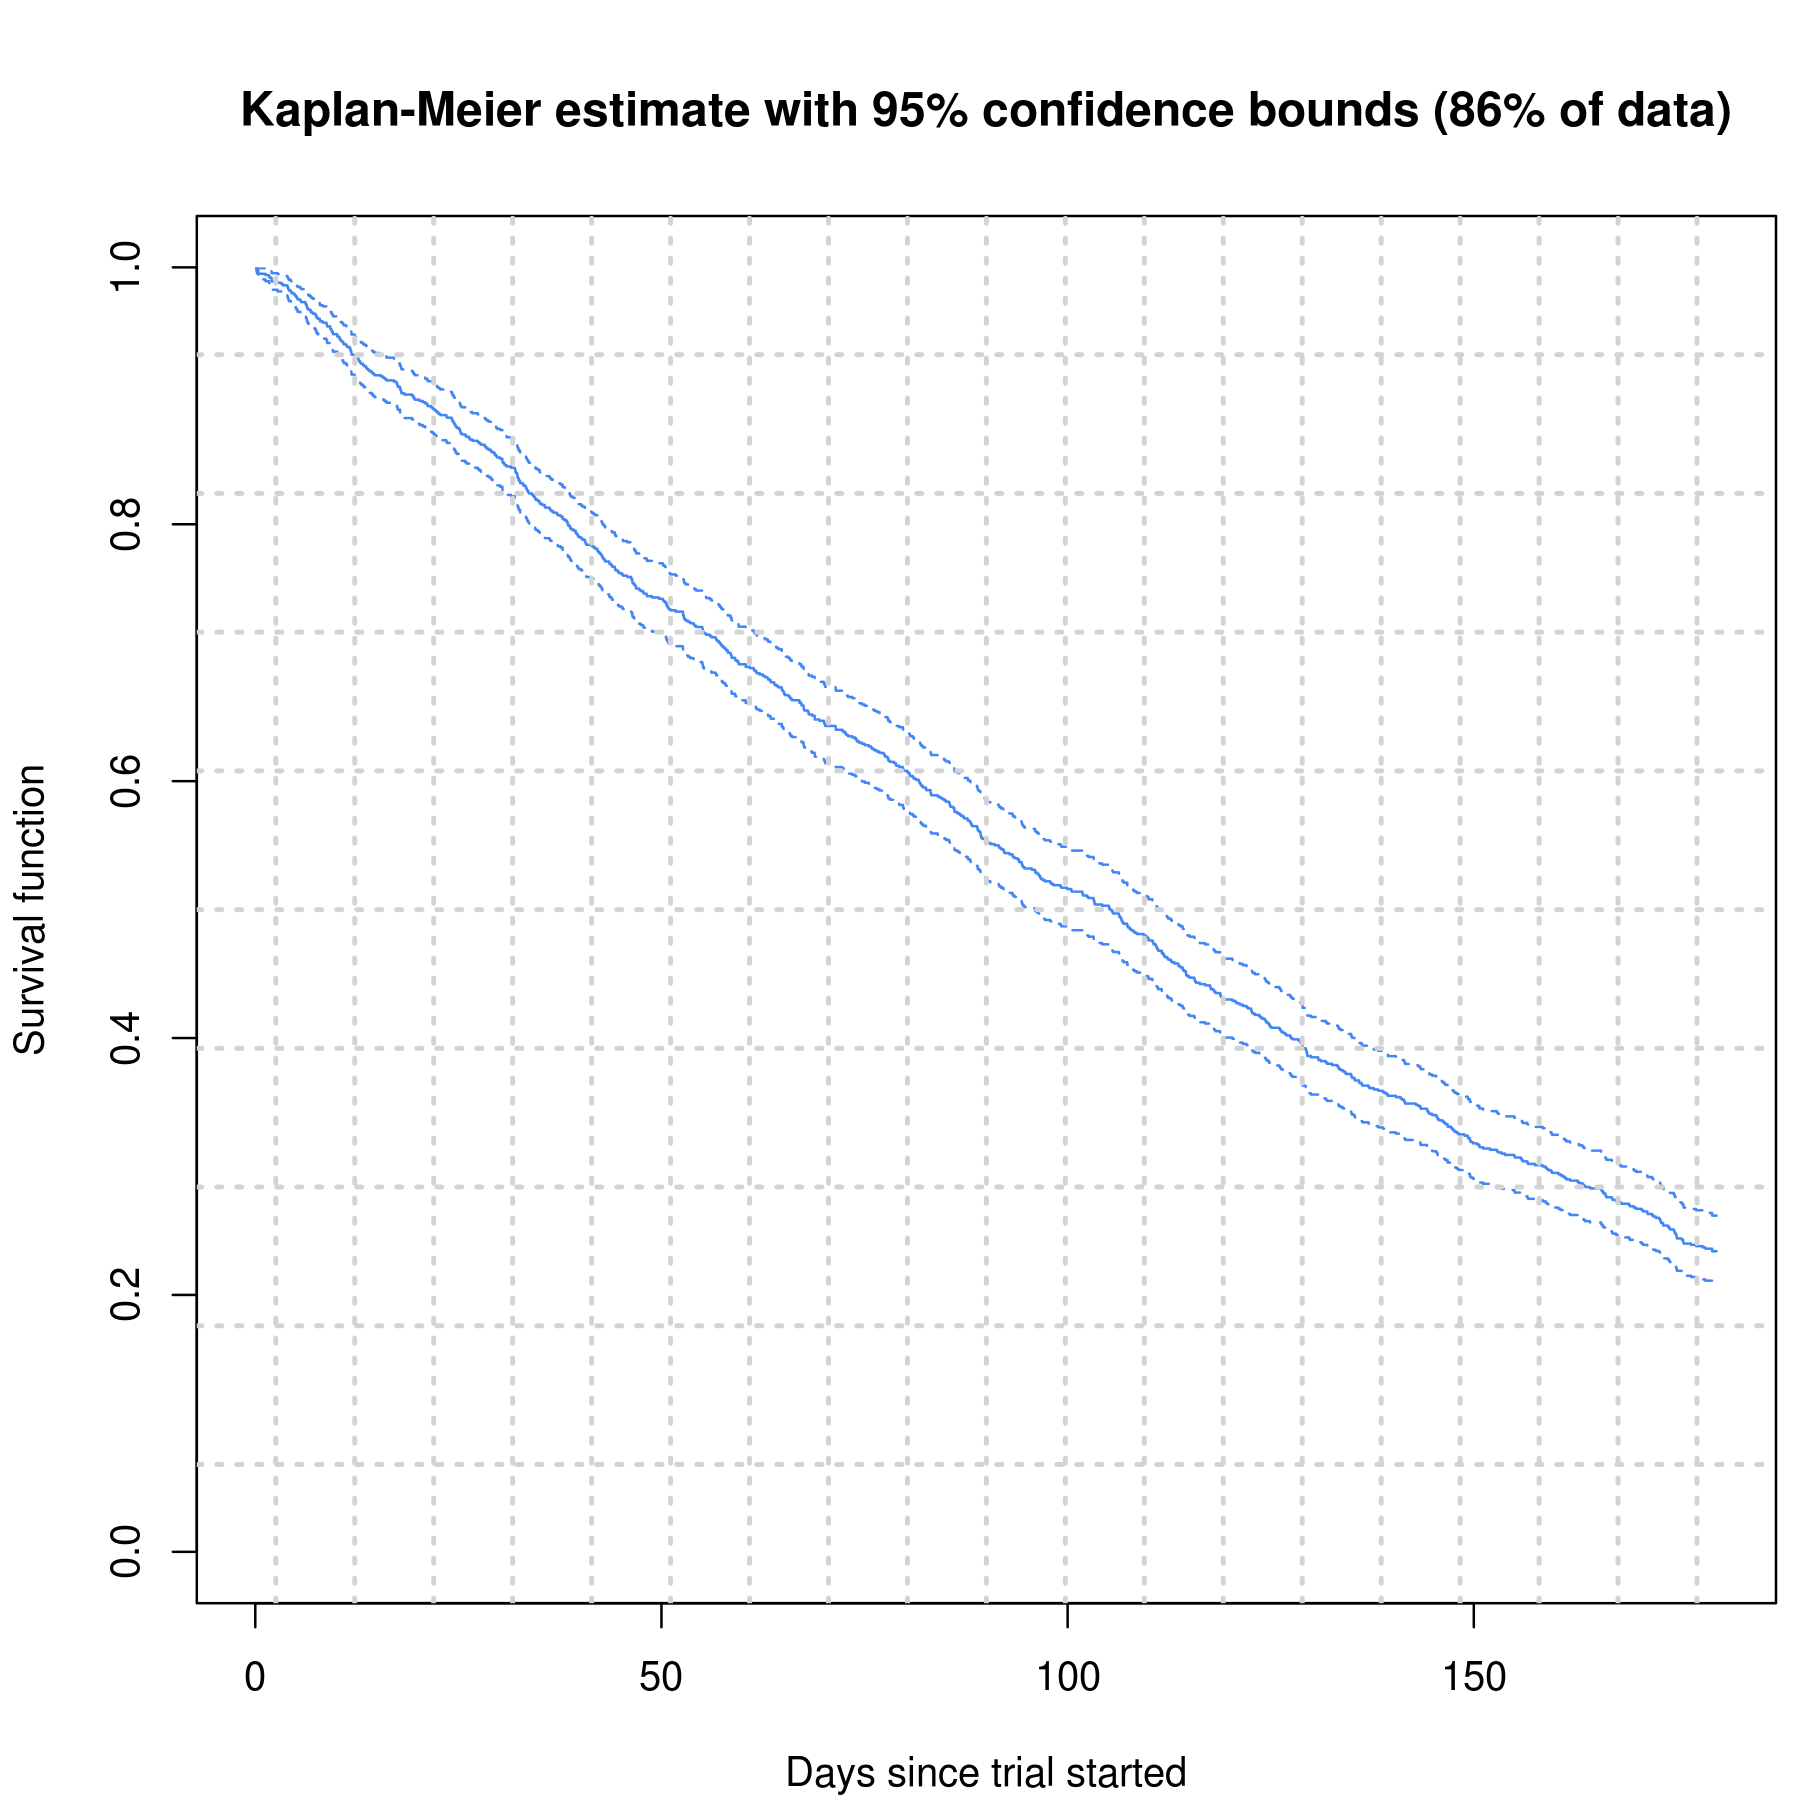 Kaplan-Meier estimate with 95% confidence bounds (86% of data)
Survival function
1.0
0.8
0.6
0.4
0.2
0.0
0 50 100 150
Days since trial started